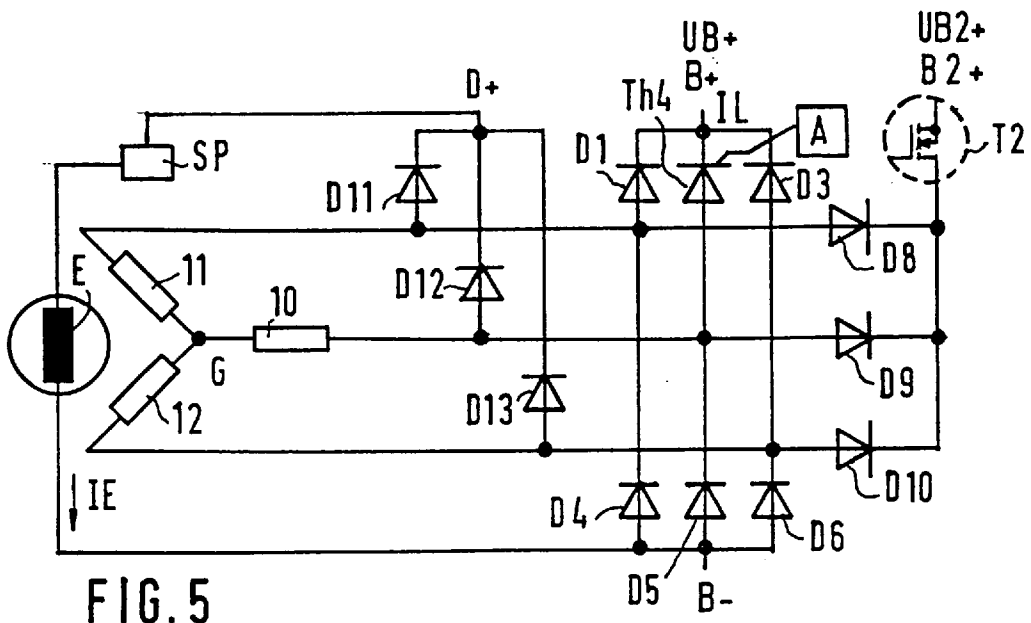 UB+
UB2+
D+
B+
B2+
Th4
IL
A
SP
D1
T2
D11
D3
E
11
D12
D8
10
G
D9
12
D13
IE
D4
D10
D6
D5
B-
FIG. 5